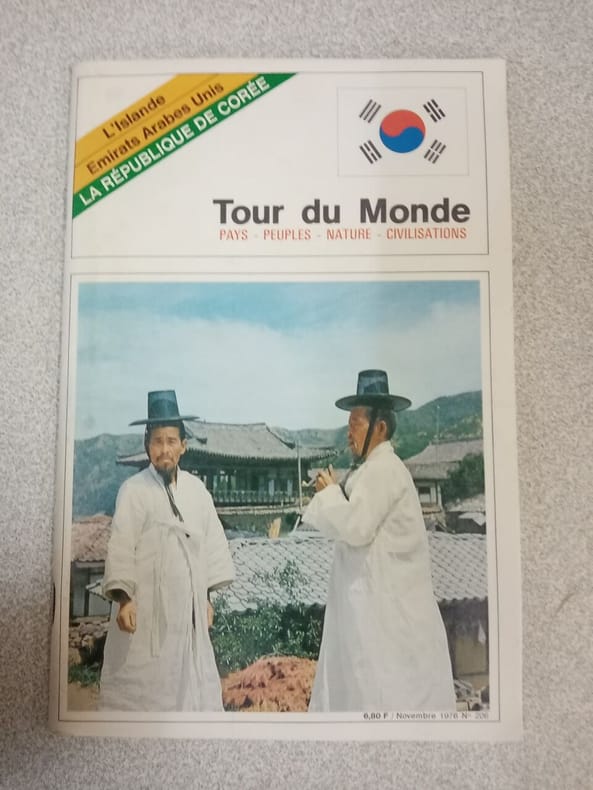 L'Islande
Emirats Arabes Unis
LA RÉPUBLIQUE DE CORÉE
Tour du Monde
PAYS - PEUPLES - NATURE - CIVILISATIONS
6,80 F / Novembre 1976 N° 206